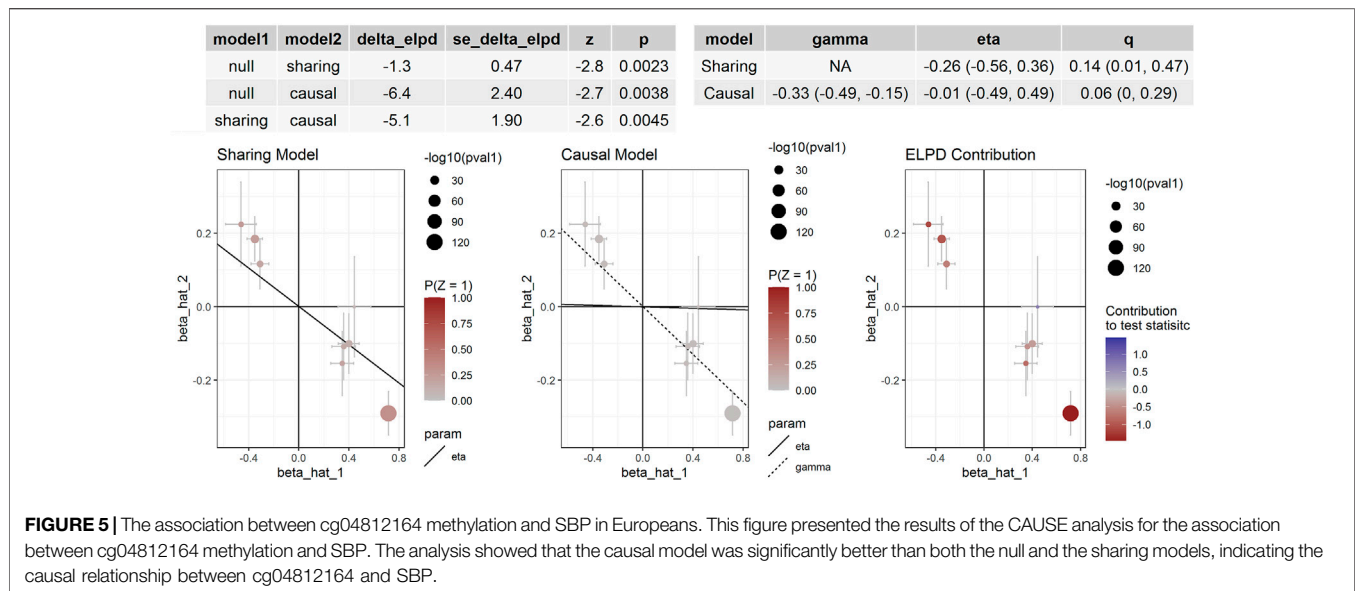 model1 model2 delta_elpd se_delta_elpd z p
null sharing -1.3 0.47 -2.8 0.0023
null causal -6.4 2.40 -2.7 0.0038
sharing causal -5.1 1.90 -2.6 0.0045
model gamma eta q
Sharing NA -0.26 (-0.56, 0.36) 0.14 (0.01, 0.47)
Causal -0.33 (-0.49, -0.15) -0.01 (-0.49, 0.49) 0.06 (0, 0.29)
Sharing Model
beta_hat_2
0.2
0.0
-0.2
-0.4 0.0 0.4 0.8
beta_hat_1
-log10(pval1)
30
60
90
120
P(Z = 1)
1.00
0.75
0.50
0.25
0.00
param
eta
Causal Model
beta_hat_2
0.2
0.0
-0.2
-0.4 0.0 0.4 0.8
beta_hat_1
-log10(pval1)
30
60
90
120
P(Z = 1)
1.00
0.75
0.50
0.25
0.00
param
eta
gamma
ELPD Contribution
beta_hat_2
0.2
0.0
-0.2
-0.4 0.0 0.4 0.8
beta_hat_1
-log10(pval1)
30
60
90
120
Contribution
to test statisitc
1.0
0.5
0.0
-0.5
-1.0
FIGURE 5 | The association between cg04812164 methylation and SBP in Europeans. This figure presented the results of the CAUSE analysis for the association
between cg04812164 methylation and SBP. The analysis showed that the causal model was significantly better than both the null and the sharing models, indicating the
causal relationship between cg04812164 and SBP.